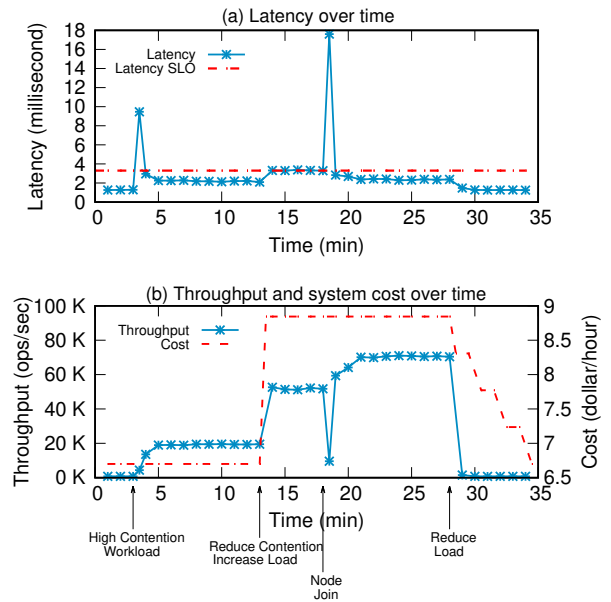 (a) Latency over time
Latency (millisecond)
18
16
14
12
10
8
6
4
2
0
Latency
Latency SLO
0 5 10 15 20 25 30 35
Time (min)
(b) Throughput and system cost over time
Throughput (ops/sec)
100 K
80 K
60 K
40 K
20 K
0 K
Throughput
Cost
9
8.5
8
7.5
7
6.5
Cost (dollar/hour)
0 5 10 15 20 25 30 35
Time (min)
High Contention
Workload
Reduce Contention
Increase Load
Node
Join
Reduce
Load